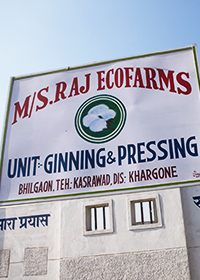 M/S. RAJ ECOFARMS
UNIT:- GINNING & PRESSING
BHILGAON, TEH.: KASRAWAD, DIS: KHARGONE
प्रयास